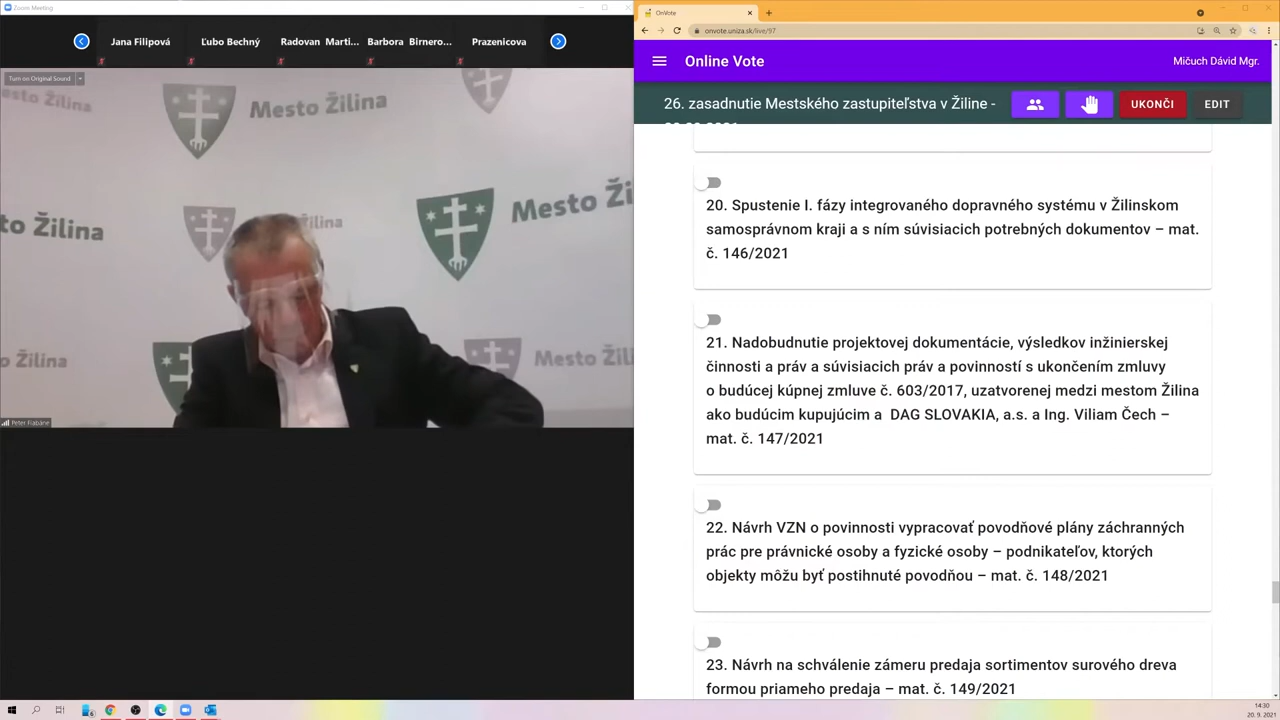 Zoom Meeting
Jana Filipová
Ľubo Bechný
Radovan Marti...
Barbora Birnero...
Prazenicova
Turn on Original Sound
Mesto Žilina
Mesto Žilina
sto Žilina
Žilina
esto Žilina
Mesto Ži
Peter Fiabáne
OnVote
onvote.uniza.sk/live/97
Online Vote
Mičuch Dávid Mgr.
26. zasadnutie Mestského zastupiteľstva v Žiline -
UKONČI
EDIT
20. Spustenie I. fázy integrovaného dopravného systému v Žilinskom
samosprávnom kraji a s ním súvisiacich potrebných dokumentov – mat.
č. 146/2021
21. Nadobudnutie projektovej dokumentácie, výsledkov inžinierskej
činnosti a práv a súvisiacich práv a povinností s ukončením zmluvy
o budúcej kúpnej zmluve č. 603/2017, uzatvorenej medzi mestom Žilina
ako budúcim kupujúcim a DAG SLOVAKIA, a.s. a Ing. Viliam Čech –
mat. č. 147/2021
22. Návrh VZN o povinnosti vypracovať povodňové plány záchranných
prác pre právnické osoby a fyzické osoby – podnikateľov, ktorých
objekty môžu byť postihnuté povodňou – mat. č. 148/2021
23. Návrh na schválenie zámeru predaja sortimentov surového dreva
formou priameho predaja – mat. č. 149/2021
14:30
20. 9. 2021